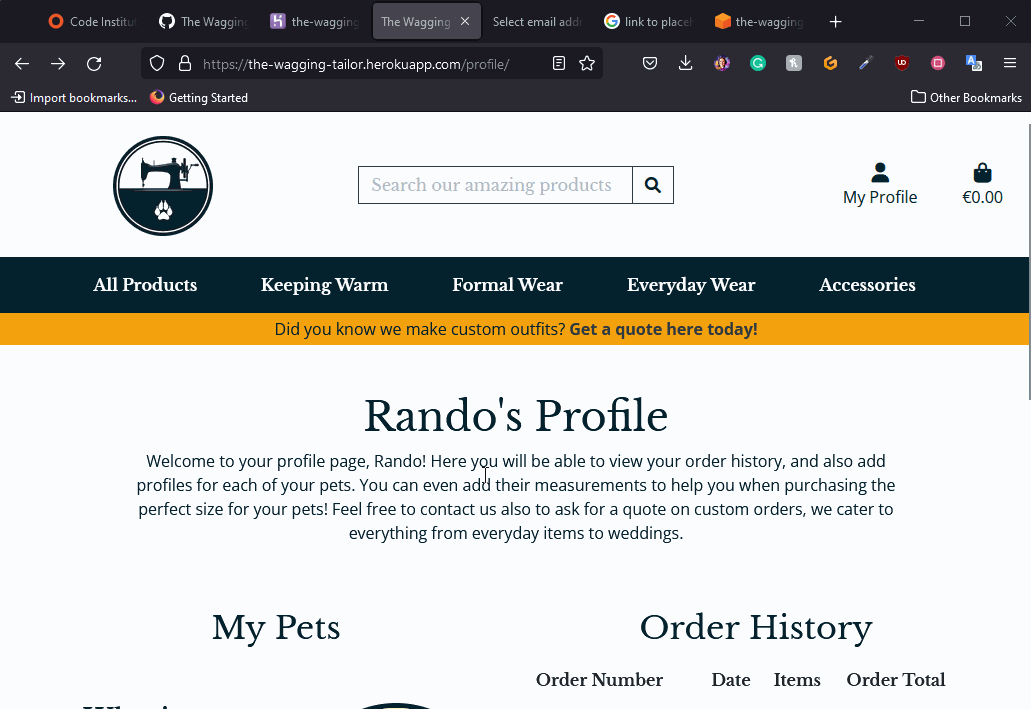 Code Institu
The Wagging
the-wagging
The Wagging
Select email addr
link to placeh
the-wagging
https://the-wagging-tailor.herokuapp.com/profile/
Import bookmarks...
Getting Started
Other Bookmarks
Search our amazing products
My Profile
€0.00
All Products
Keeping Warm
Formal Wear
Everyday Wear
Accessories
Did you know we make custom outfits? Get a quote here today!
Rando's Profile
Welcome to your profile page, Rando! Here you will be able to view your order history, and also add
profiles for each of your pets. You can even add their measurements to help you when purchasing the
perfect size for your pets! Feel free to contact us also to ask for a quote on custom orders, we cater to
everything from everyday items to weddings.
My Pets
Order History
Order Number
Date
Items
Order Total